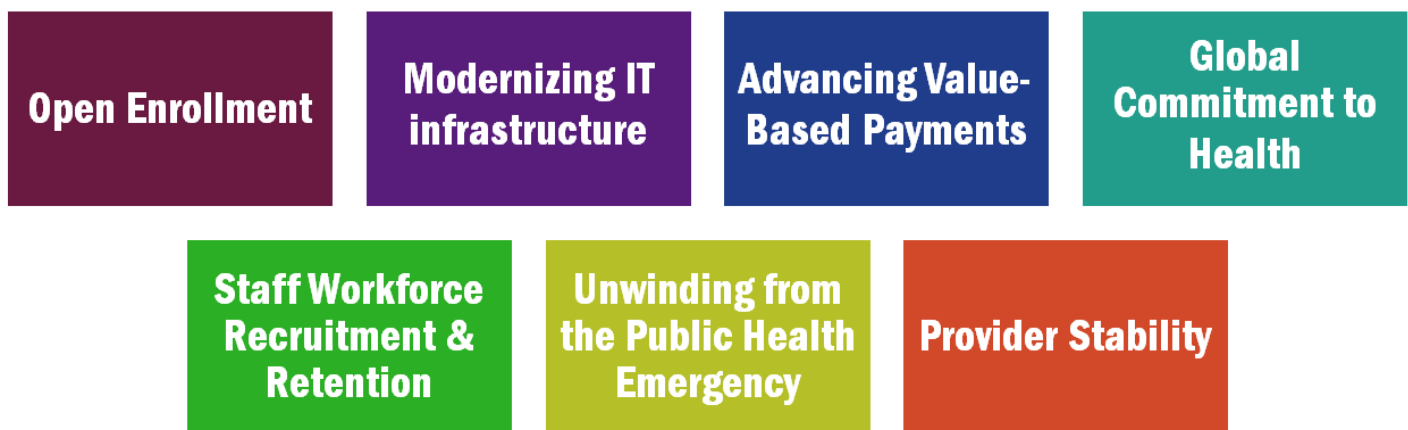 Open Enrollment
Modernizing IT
infrastructure
Advancing Value-
Based Payments
Global
Commitment to
Health
Staff Workforce
Recruitment &
Retention
Unwinding from
the Public Health
Emergency
Provider Stability